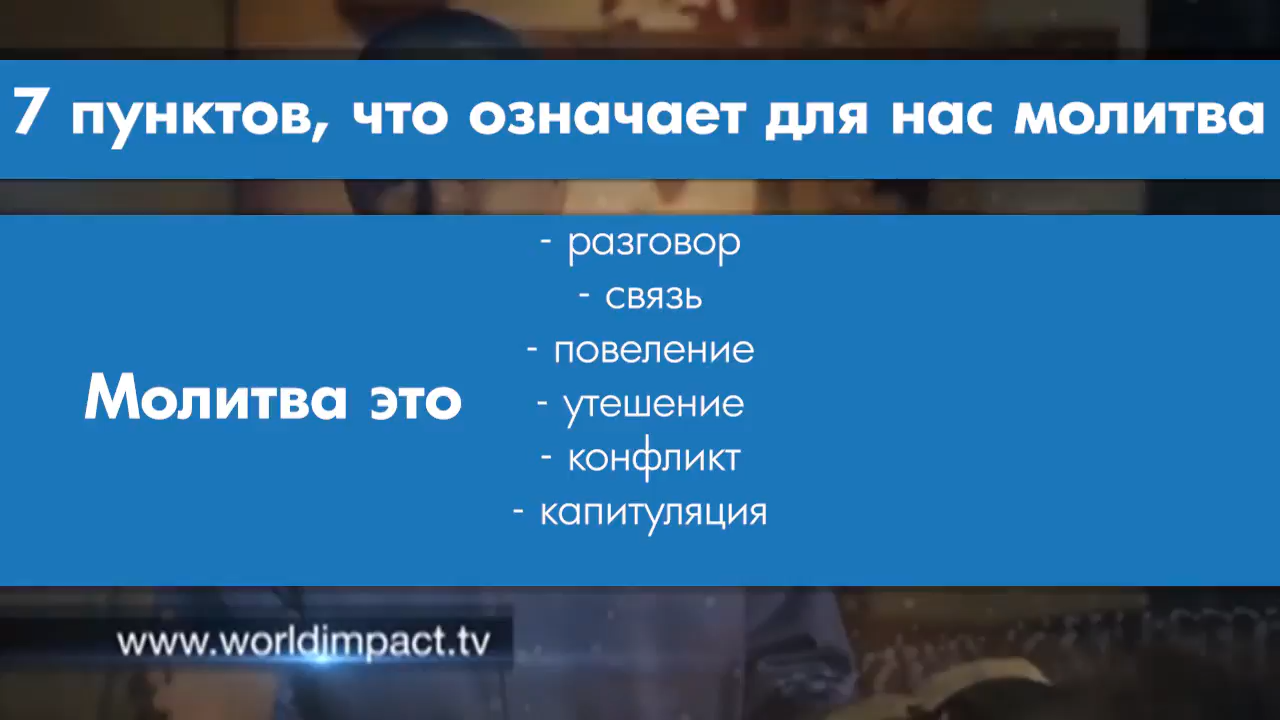 7 пунктов, что означает для нас молитва
- разговор
- связь
- повеление
Молитва это
- утешение
- конфликт
- капитуляция
www.worldimpact.tv